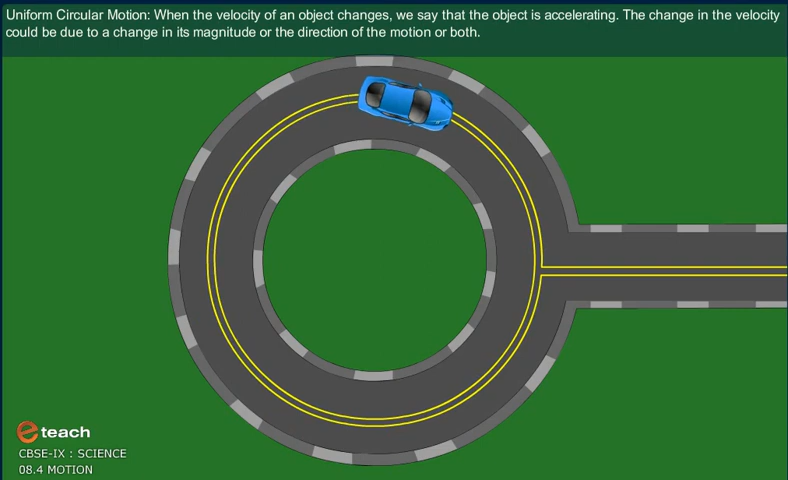 Uniform Circular Motion: When the velocity of an object changes, we say that the object is accelerating. The change in the velocity
could be due to a change in its magnitude or the direction of the motion or both.
e teach
CBSE-IX : SCIENCE
08.4 MOTION